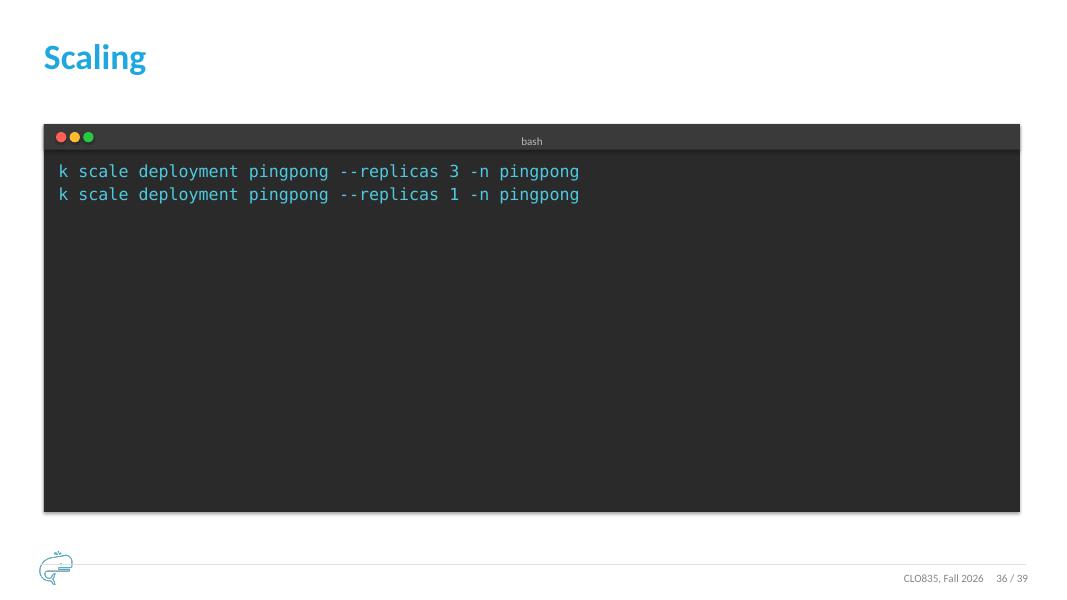 Scaling
bash
k scale deployment pingpong --replicas 3 -n pingpong
k scale deployment pingpong --replicas 1 -n pingpong
CLO835, Fall 2026 36 / 39